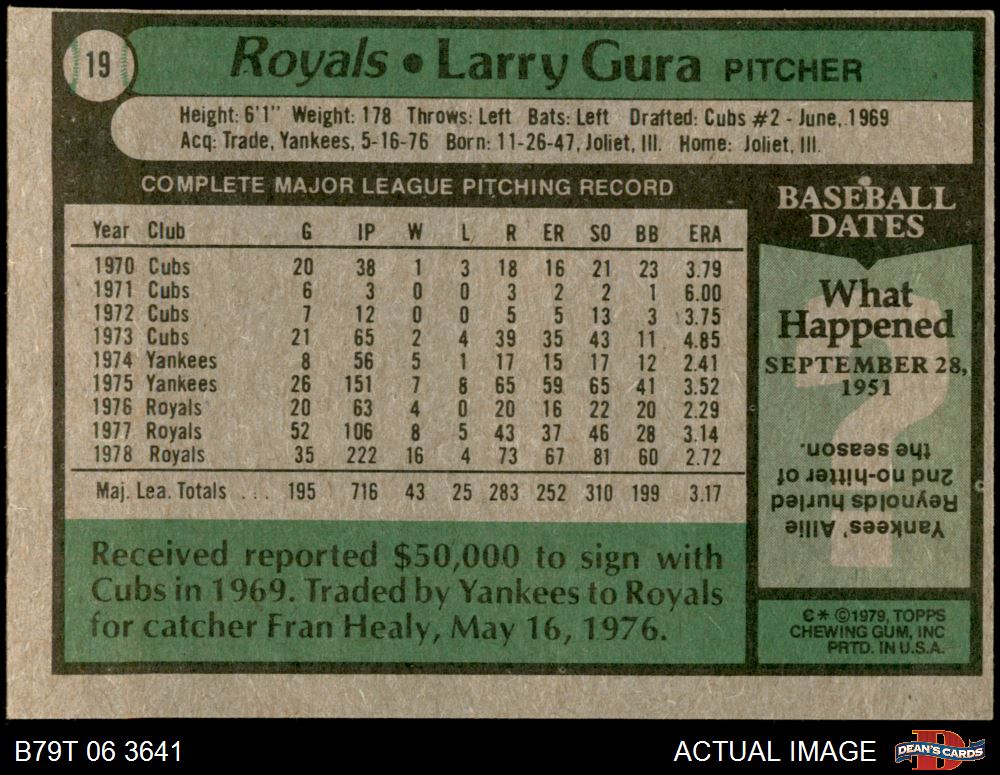 19
Royals • Larry Gura PITCHER
Height: 6'1" Weight: 178 Throws: Left Bats: Left Drafted: Cubs #2 - June, 1969
Acq: Trade, Yankees, 5-16-76 Born: 11-26-47, Joliet, Ill. Home: Joliet, Ill.
COMPLETE MAJOR LEAGUE PITCHING RECORD
Year Club G IP W L R ER SO BB ERA
1970 Cubs 20 38 1 3 18 16 21 23 3.79
1971 Cubs 6 3 0 0 3 2 2 1 6.00
1972 Cubs 7 12 0 0 5 5 13 3 3.75
1973 Cubs 21 65 2 4 39 35 43 11 4.85
1974 Yankees 8 56 5 1 17 15 17 12 2.41
1975 Yankees 26 151 7 8 65 59 65 41 3.52
1976 Royals 20 63 4 0 20 16 22 20 2.29
1977 Royals 52 106 8 5 43 37 46 28 3.14
1978 Royals 35 222 16 4 73 67 81 60 2.72
Maj. Lea. Totals ... 195 716 43 25 283 252 310 199 3.17
Received reported $50,000 to sign with
Cubs in 1969. Traded by Yankees to Royals
for catcher Fran Healy, May 16, 1976.
BASEBALL
DATES
What
Happened
SEPTEMBER 28,
1951
?
Yankees' Allie
Reynolds hurled
2nd no-hitter of
the season.
C* ©1979, TOPPS
CHEWING GUM, INC
PRTD. IN U.S.A.
B79T 06 3641
ACTUAL IMAGE
D
DEAN'S CARDS